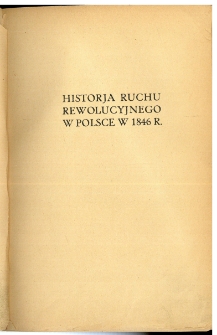 HISTORJA RUCHU
REWOLUCYJNEGO
W POLSCE W 1846 R.